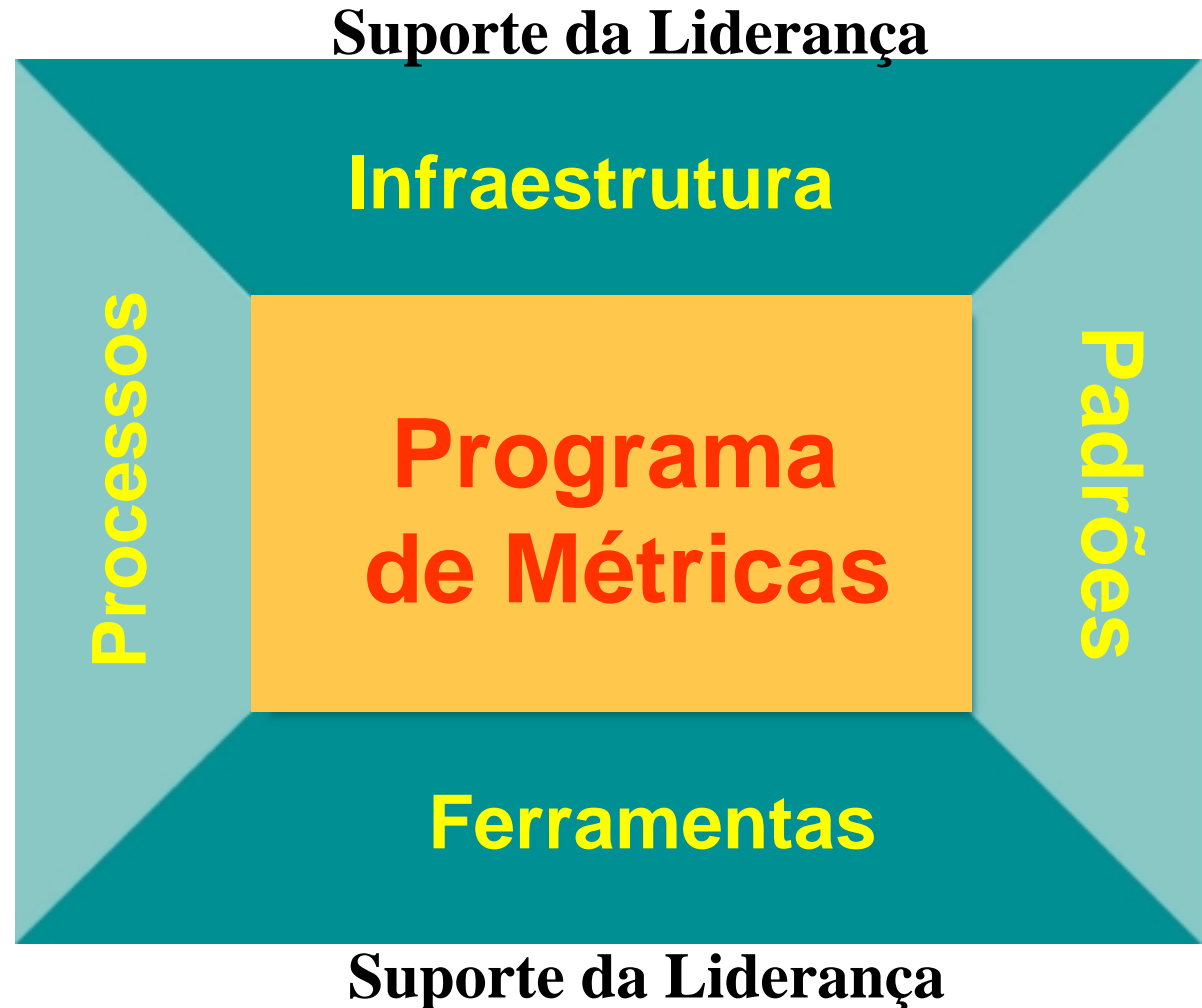 Suporte da Liderança
Infraestrutura
Processos
Programa
de Métricas
Padrões
Ferramentas
Suporte da Liderança